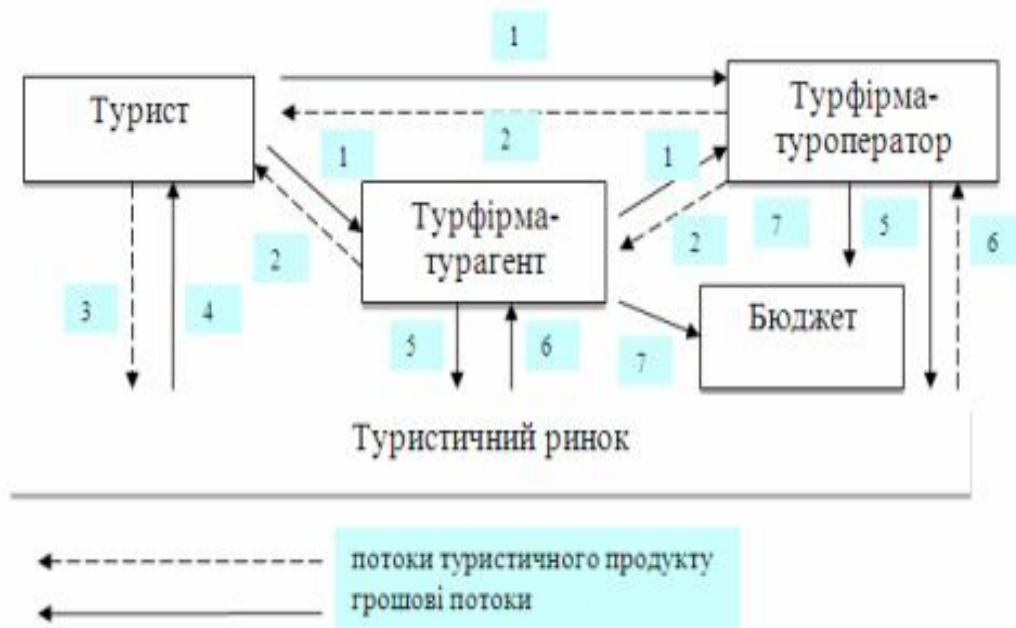 1
Турист
Турфірма-
туроператор
2
1
1
Турфірма-
турагент
2
2
7
5
6
3
4
5
6
7
Бюджет
Туристичний ринок
потоки туристичного продукту
грошові потоки